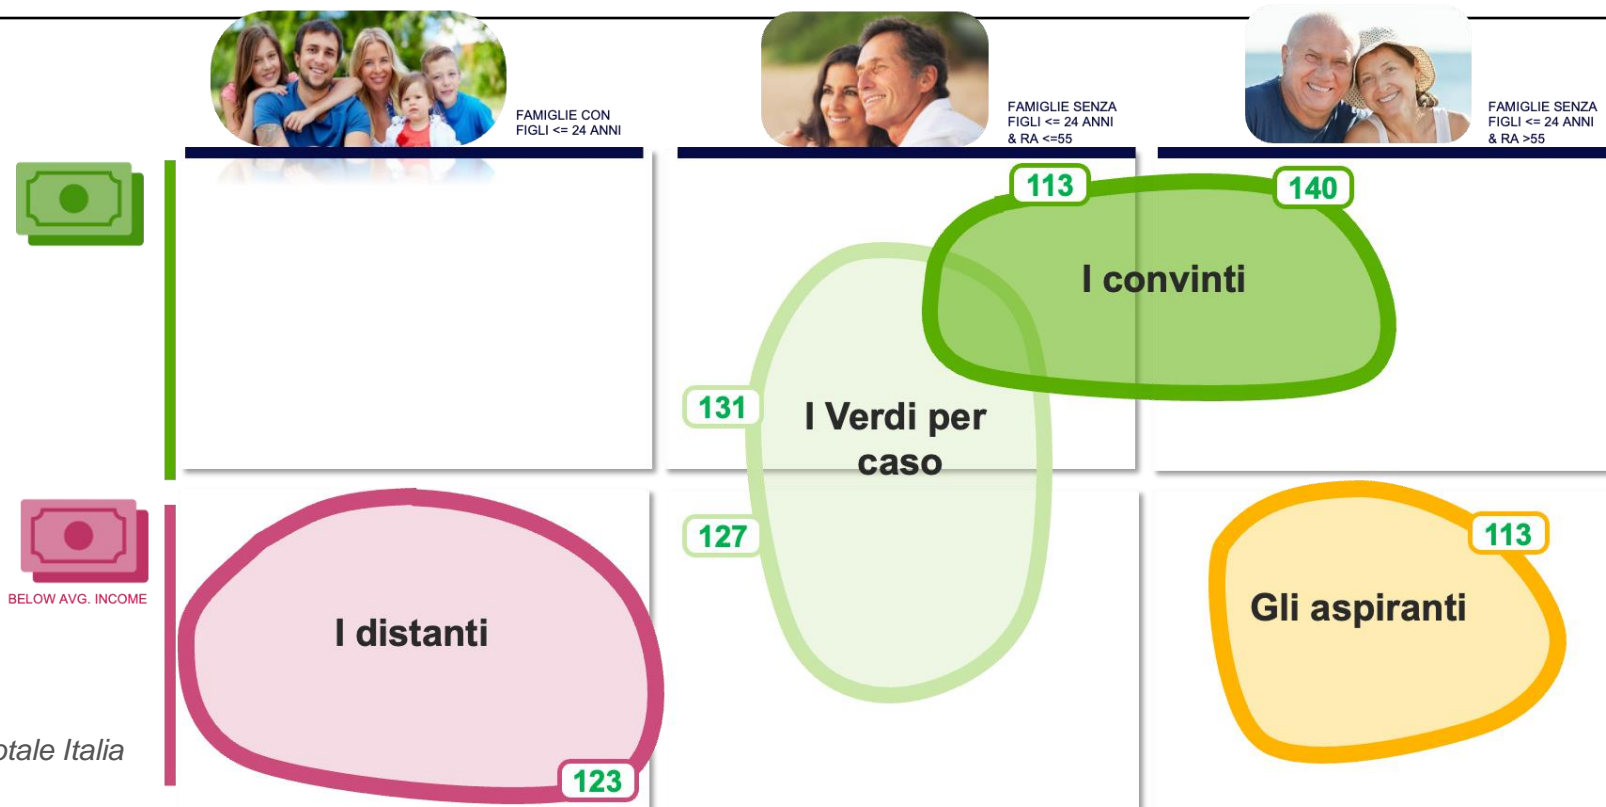 FAMIGLIE CON
FIGLI <= 24 ANNI
FAMIGLIE SENZA
FIGLI <= 24 ANNI
& RA <=55
FAMIGLIE SENZA
FIGLI <= 24 ANNI
& RA >55
113
140
I convinti
131
I Verdi per
caso
127
113
BELOW AVG. INCOME
Gli aspiranti
I distanti
Italia
123